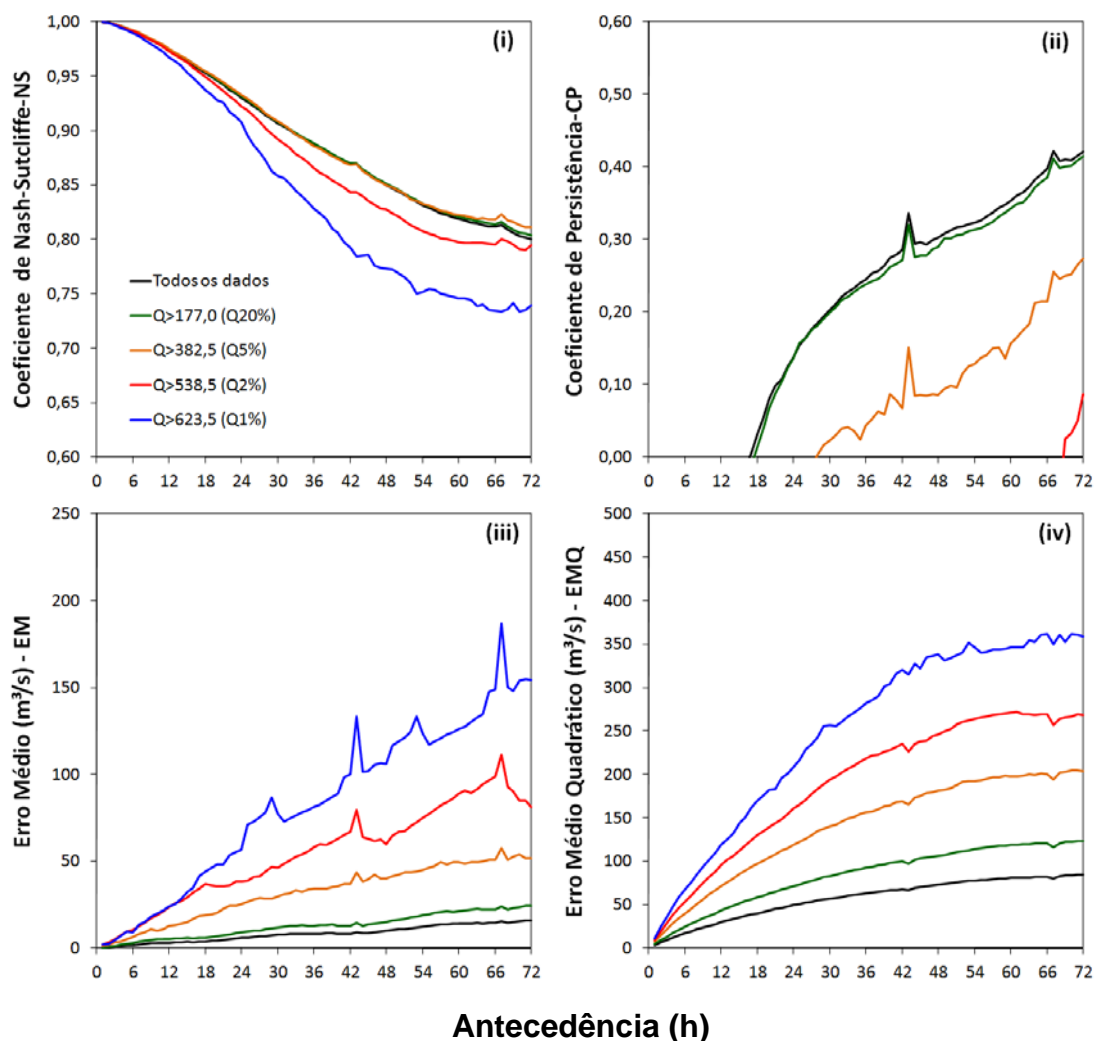 (i)
Coeficiente de Nash-Sutcliffe-NS
1,00
0,95
0,90
0,85
0,80
0,75
0,70
0,65
0,60
Todos os dados
Q>177,0 (Q20%)
Q>382,5 (Q5%)
Q>538,5 (Q2%)
Q>623,5 (Q1%)
0 6 12 18 24 30 36 42 48 54 60 66 72
(ii)
Coeficiente de Persistência-CP
0,60
0,50
0,40
0,30
0,20
0,10
0,00
0 6 12 18 24 30 36 42 48 54 60 66 72
(iii)
Erro Médio (m³/s) - EM
250
200
150
100
50
0
0 6 12 18 24 30 36 42 48 54 60 66 72
(iv)
Erro Médio Quadrático (m³/s) - EMQ
500
450
400
350
300
250
200
150
100
50
0
0 6 12 18 24 30 36 42 48 54 60 66 72
Antecedência (h)